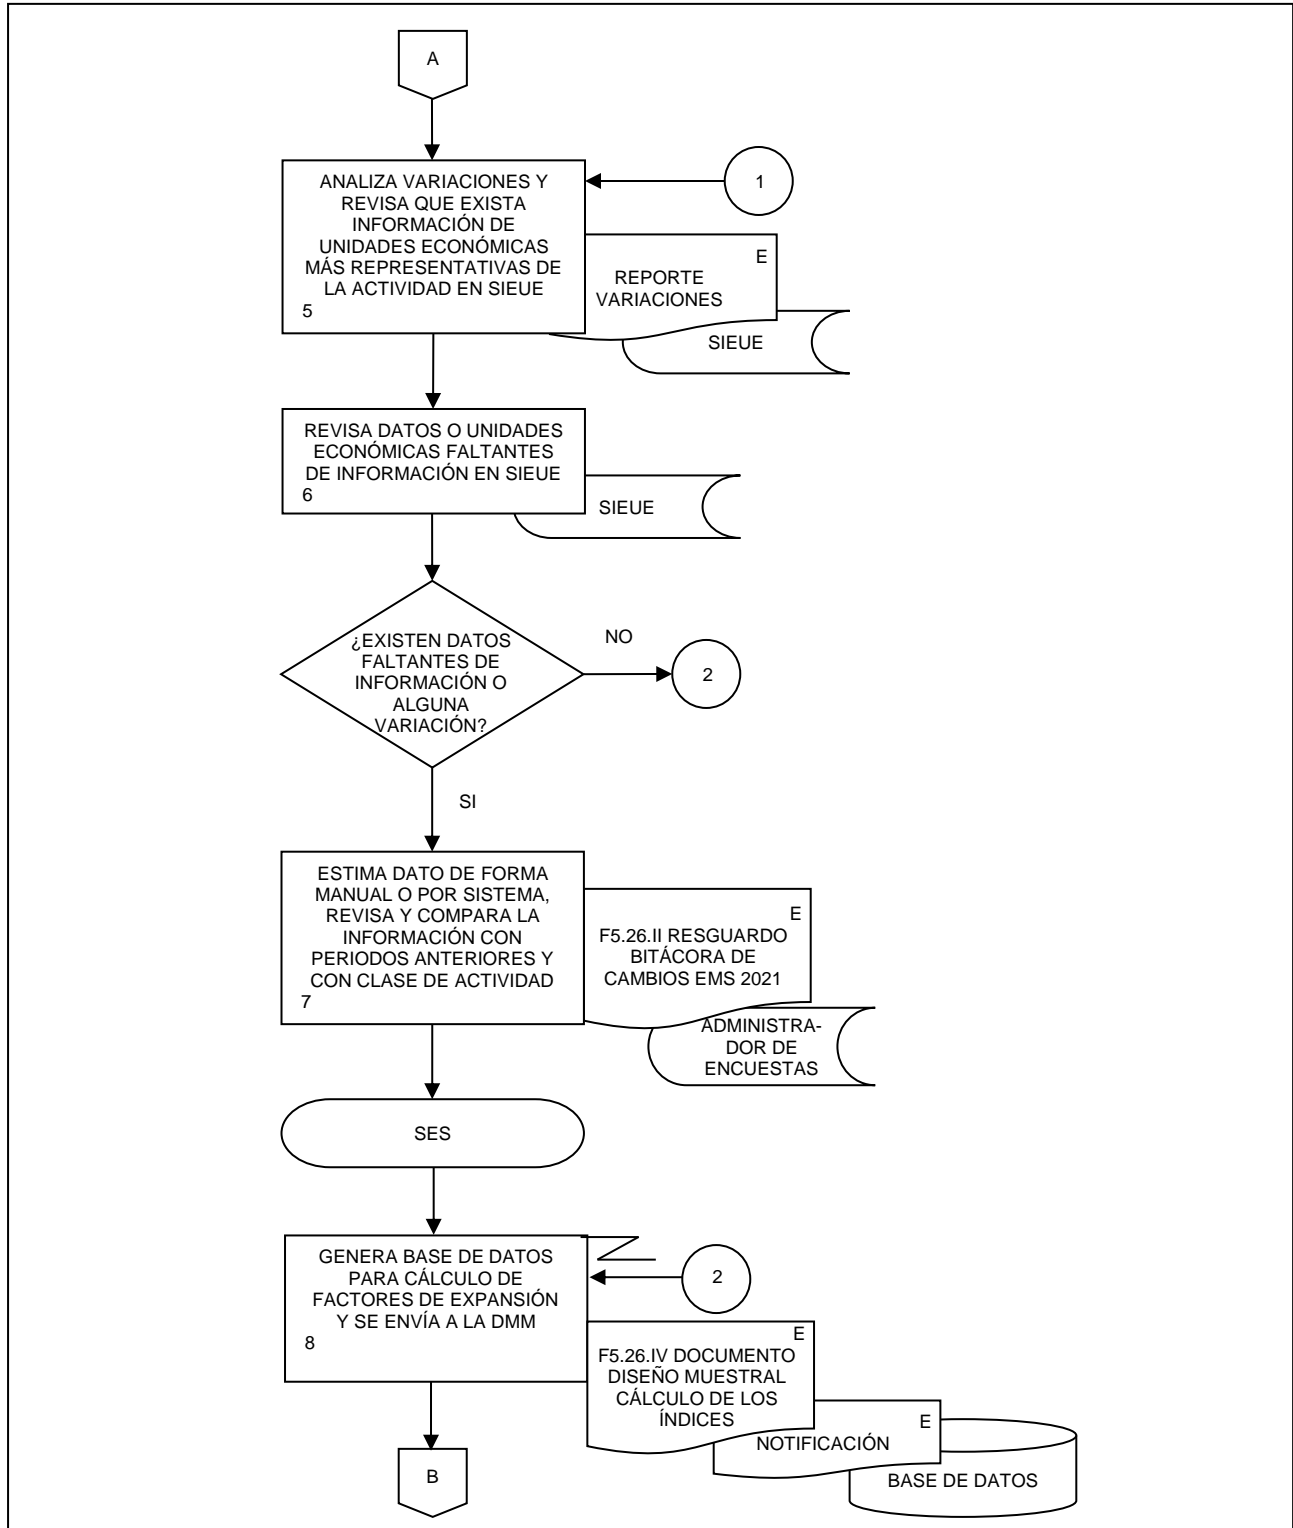 A
ANALIZA VARIACIONES Y
REVISA QUE EXISTA
INFORMACIÓN DE
UNIDADES ECONÓMICAS
MÁS REPRESENTATIVAS DE
LA ACTIVIDAD EN SIEUE
5
1
E
REPORTE
VARIACIONES
SIEUE
REVISA DATOS O UNIDADES
ECONÓMICAS FALTANTES
DE INFORMACIÓN EN SIEUE
6
SIEUE
¿EXISTEN DATOS
FALTANTES DE
INFORMACIÓN O
ALGUNA
VARIACIÓN?
NO
2
SI
ESTIMA DATO DE FORMA
MANUAL O POR SISTEMA,
REVISA Y COMPARA LA
INFORMACIÓN CON
PERIODOS ANTERIORES Y
CON CLASE DE ACTIVIDAD
7
E
F5.26.II RESGUARDO
BITÁCORA DE
CAMBIOS EMS 2021
ADMINISTRA-
DOR DE
ENCUESTAS
SES
GENERA BASE DE DATOS
PARA CÁLCULO DE
FACTORES DE EXPANSIÓN
Y SE ENVÍA A LA DMM
8
2
E
F5.26.IV DOCUMENTO
DISEÑO MUESTRAL
CÁLCULO DE LOS
ÍNDICES
E
NOTIFICACIÓN
BASE DE DATOS
B